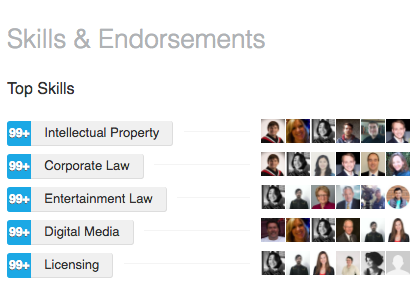 Skills & Endorsements
Top Skills
99+ Intellectual Property
99+ Corporate Law
99+ Entertainment Law
99+ Digital Media
99+ Licensing